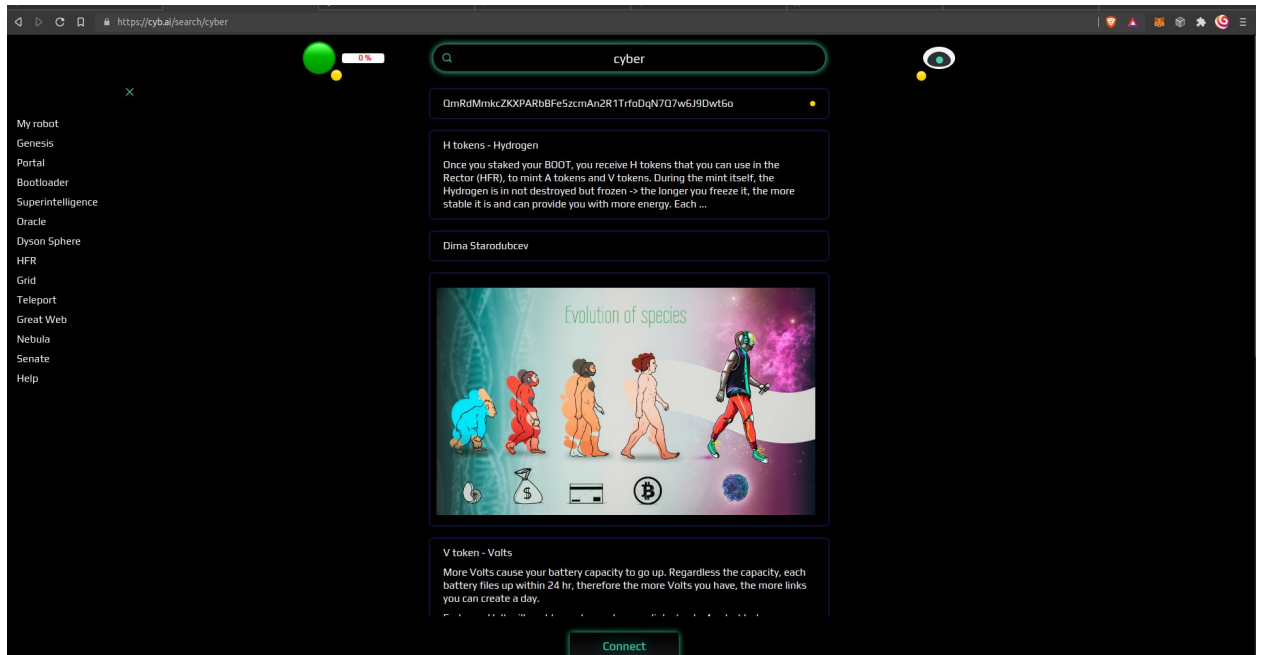 https://cyb.ai/search/cyber
0 %
cyber
My robot
Genesis
Portal
Bootloader
Superintelligence
Oracle
Dyson Sphere
HFR
Grid
Teleport
Great Web
Nebula
Senate
Help
QmRdMmkcZKXPARbBFe5zcmAn2R1TrfoDqN7Q7w6J9Dwt6o
H tokens - Hydrogen
Once you staked your BOOT, you receive H tokens that you can use in the
Rector (HFR), to mint A tokens and V tokens. During the mint itself, the
Hydrogen is in not destroyed but frozen -> the longer you freeze it, the more
stable it is and can provide you with more energy. Each ...
Dima Starodubcev
Evolution of species
$
V token - Volts
More Volts cause your battery capacity to go up. Regardless the capacity, each
battery files up within 24 hr, therefore the more Volts you have, the more links
you can create a day.
Connect